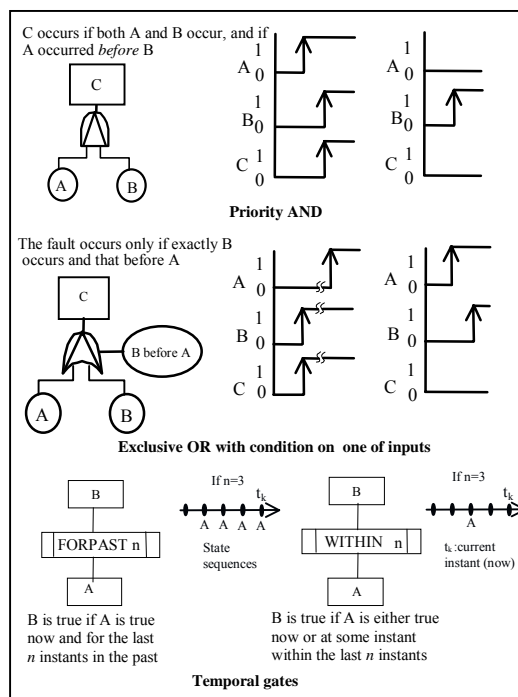 C occurs if both A and B occur, and if
A occurred before B
C
A
B
1
A 0
1
B 0
1
C
0
1
A 0
1
B 0
1
C
0
Priority AND
The fault occurs only if exactly B
occurs and that before A
C
B before A
A
B
1
A 0
1
B 0
1
C 0
1
A 0
1
B 0
1
C
0
Exclusive OR with condition on one of inputs
B
FORPAST n
A
If n=3
t_k
A A A A
State
sequences
B
WITHIN n
A
If n=3
t_k
A
t_k:current
instant (now)
B is true if A is true
now and for the last
n instants in the past
B is true if A is either true
now or at some instant
within the last n instants
Temporal gates